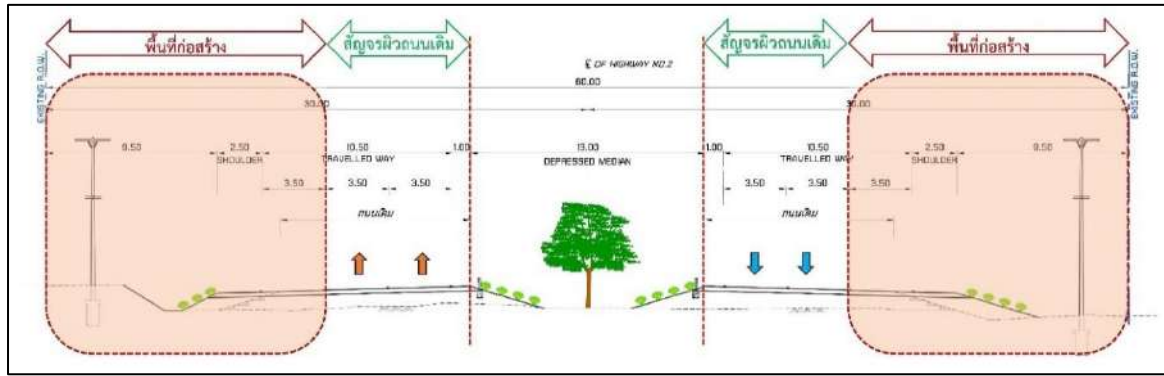 พื้นที่ก่อสร้าง
สัญจรผิวถนนเดิม
สัญจรผิวถนนเดิม
พื้นที่ก่อสร้าง
EXISTING R.O.W.
℄ OF HIGHWAY NO.2
EXISTING R.O.W.
60.00
30.00
30.00
9.50 2.50 10.50 1.00 13.00 1.00 10.50 2.50 9.50
SHOULDER TRAVELLED WAY DEPRESSED MEDIAN TRAVELLED WAY SHOULDER
3.50 3.50 3.50 3.50 3.50 3.50
ถนนเดิม ถนนเดิม